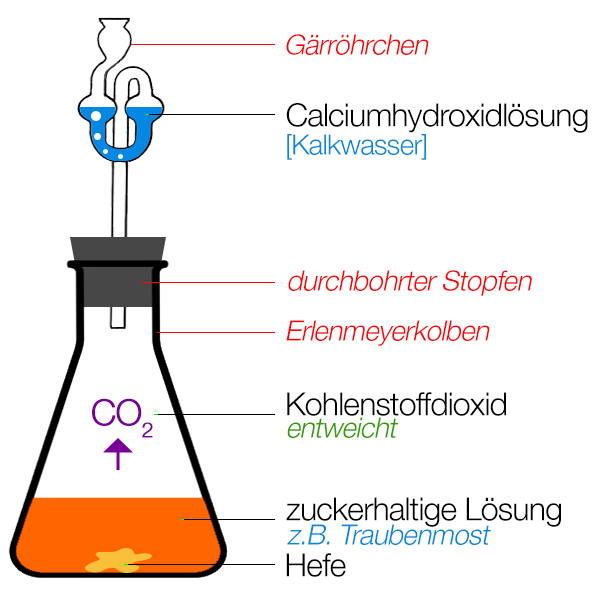 Gärröhrchen
Calciumhydroxidlösung
[Kalkwasser]
durchbohrter Stopfen
Erlenmeyerkolben
CO2
Kohlenstoffdioxid
entweicht
zuckerhaltige Lösung
z.B. Traubenmost
Hefe